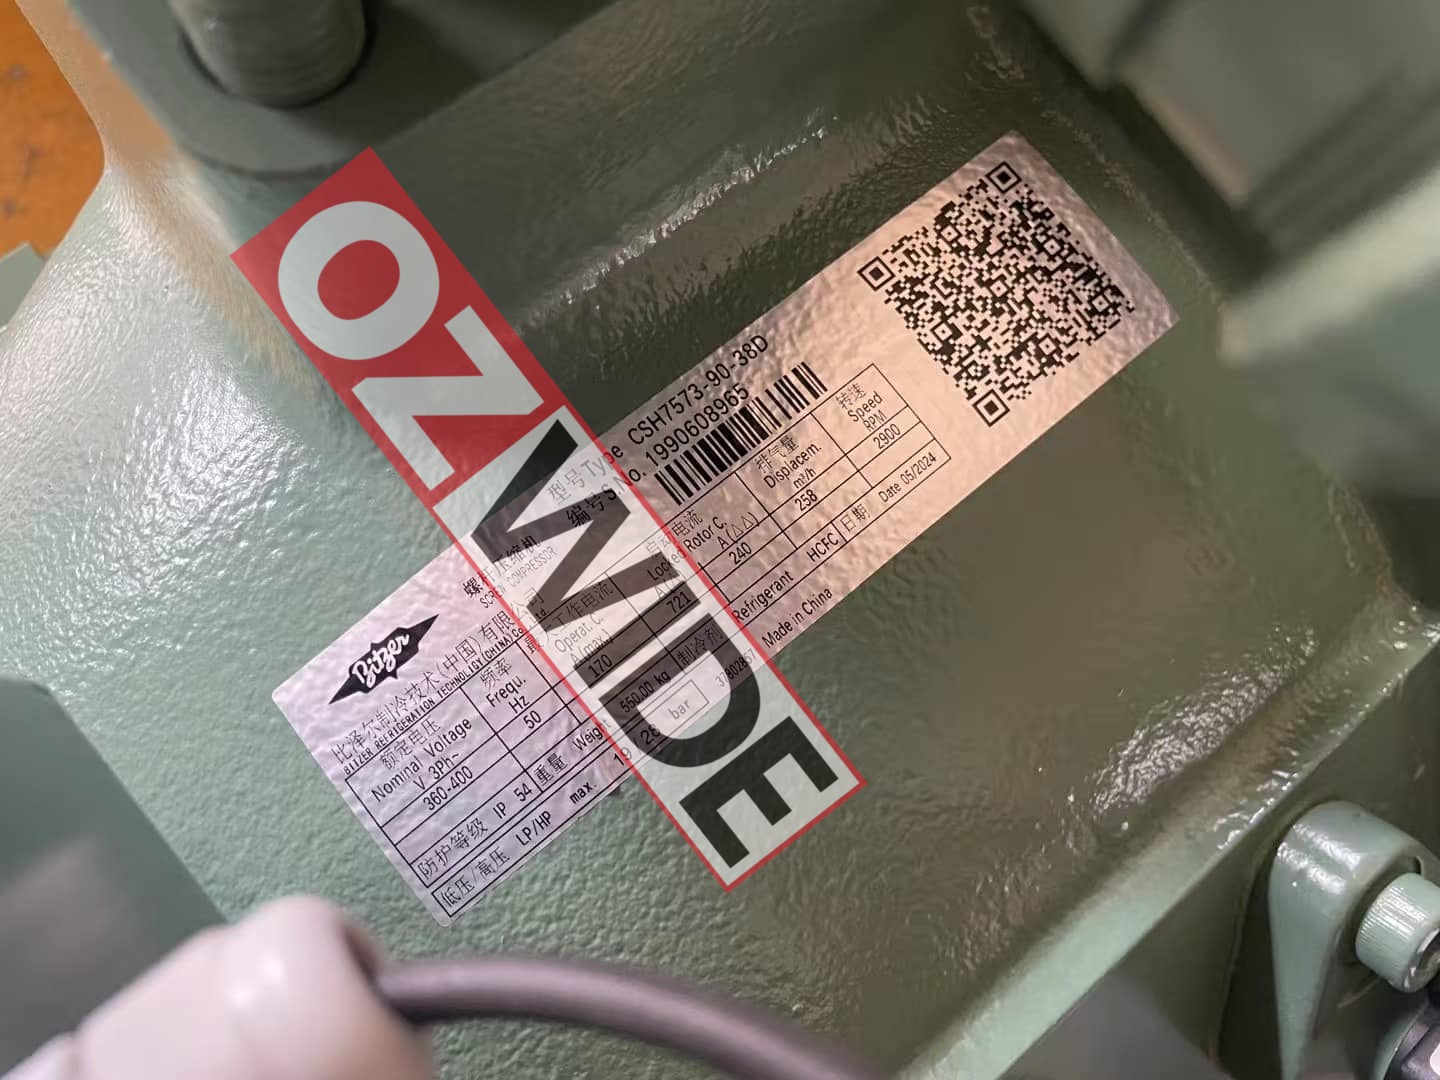 OZWIDE
Bitzer
螺杆压缩机
SCREW COMPRESSOR
型号 Type CSH7573-90-38D
编号 S.No. 1990608965
比泽尔制冷技术(中国)有限公司
BITZER REFRIGERATION TECHNOLOGY(CHINA)Co.,Ltd
额定电压
Nominal Voltage
V 3Ph~
360-400
频率
Frequ.
Hz
50
最大工作电流
Operat. C.
A(max)
170
启动电流
Locked Rotor C.
A(△△)
721
240
排气量
Displacem.
m³/h
258
转速
Speed
RPM
2900
防护等级 IP 54
重量 Weight 550.00 kg
制冷剂 Refrigerant HCFC
日期 Date 05/2024
低压/高压 LP/HP max. 19/28 bar
37802857
Made in China